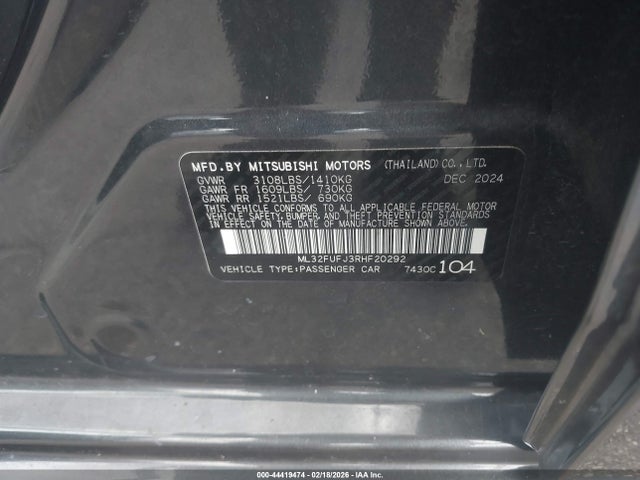 MFD.BY MITSUBISHI MOTORS (THAILAND)CO.,LTD.
GVWR 3108LBS/1410KG DEC 2024
GAWR FR 1609LBS/ 730KG
GAWR RR 1521LBS/ 690KG
THIS VEHICLE CONFORMS TO ALL APPLICABLE FEDERAL MOTOR
VEHICLE SAFETY,BUMPER,AND THEFT PREVENTION STANDARDS
IN EFFECT ON THE DATE OF MANUFACTURE SHOWN ABOVE.
ML32FUFJ3RHF20292
VEHICLE TYPE:PASSENGER CAR 7430C 104
000-44419474 - 02/18/2026 - IAA Inc.